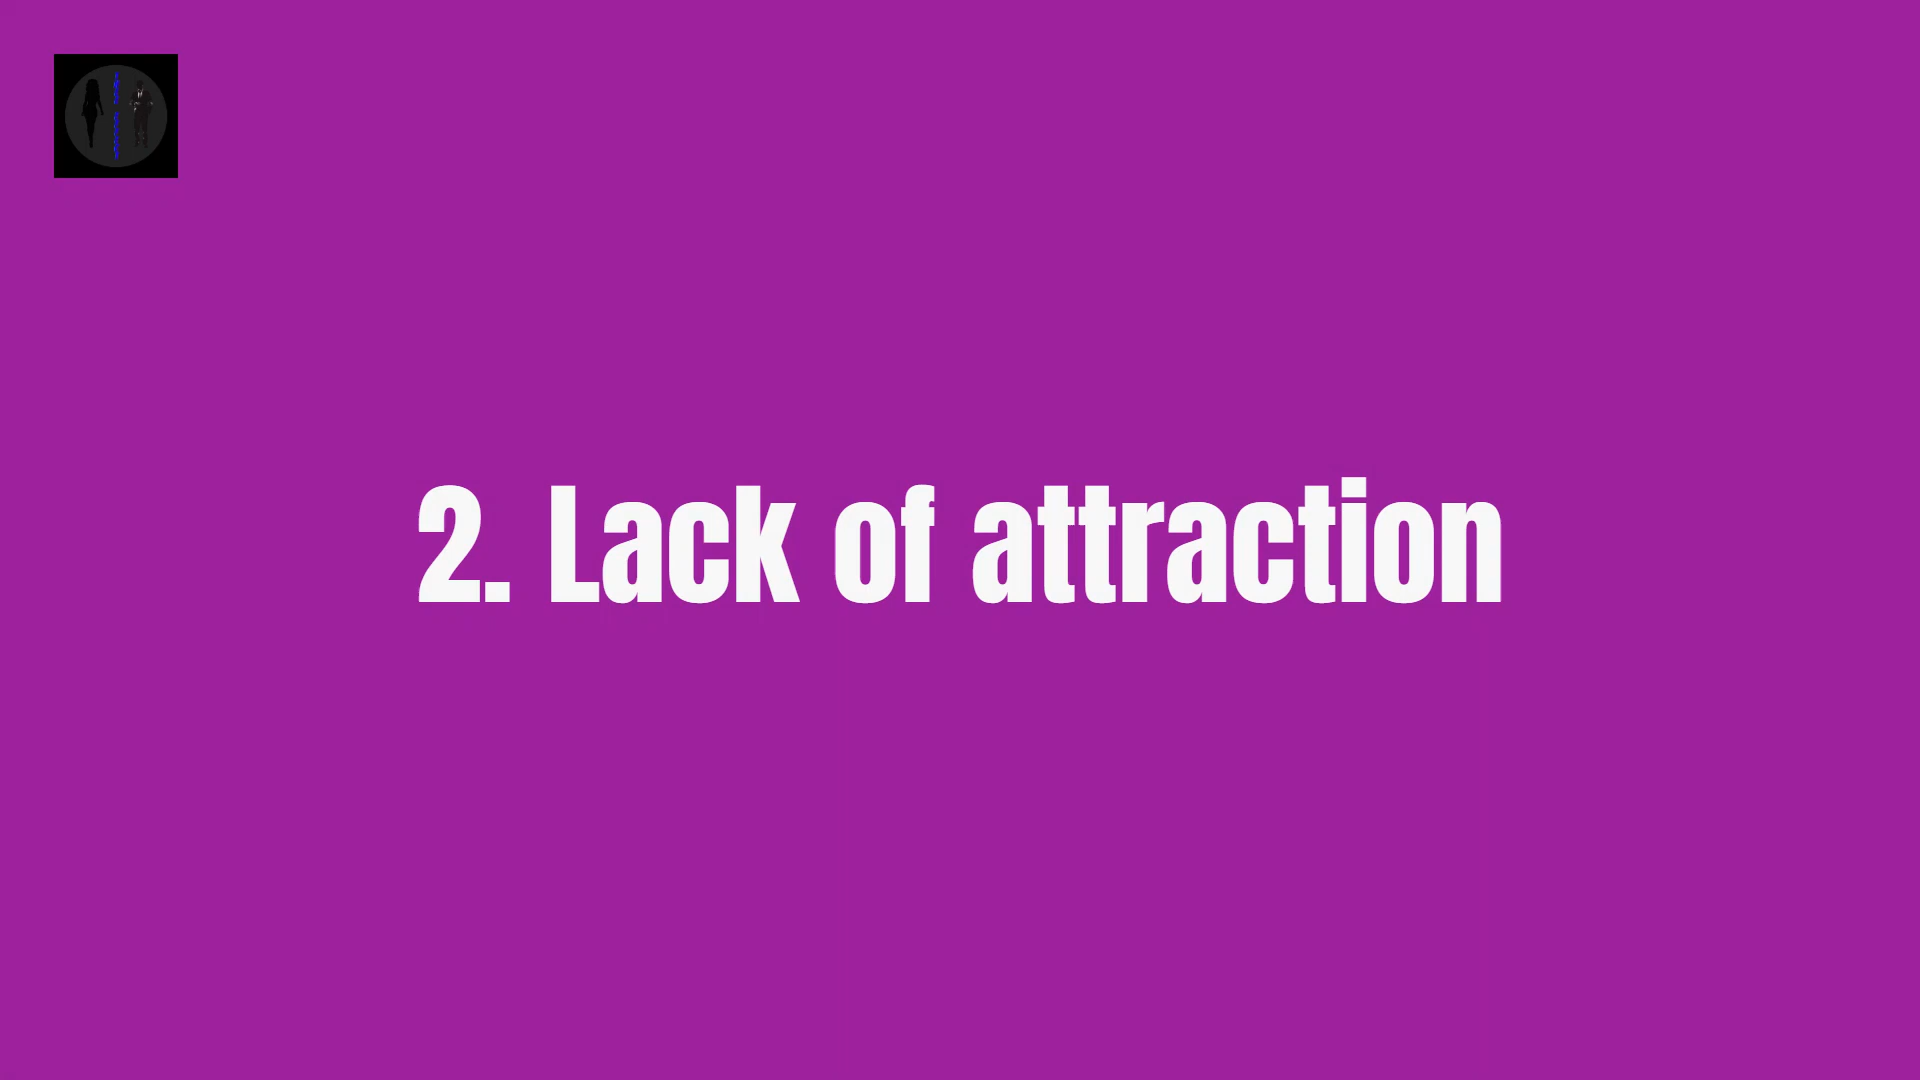 2. Lack of attraction